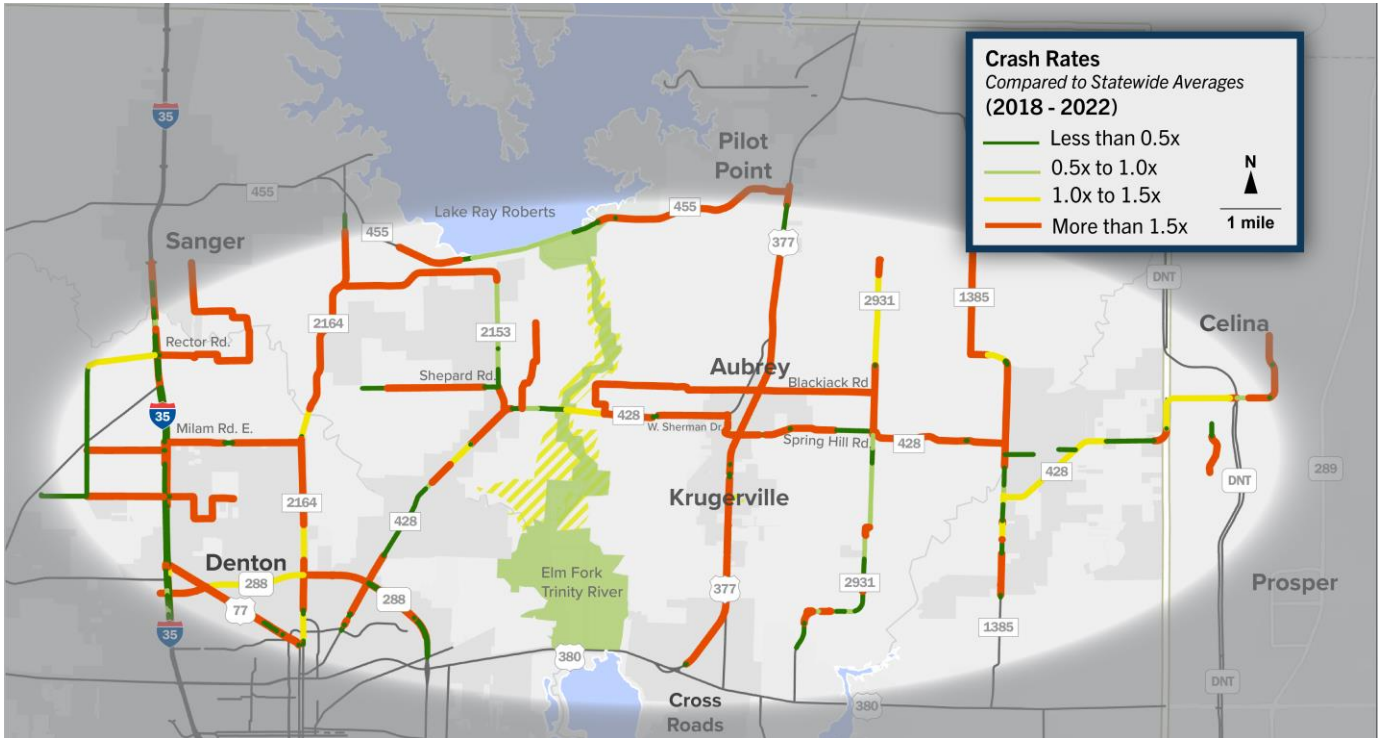 Crash Rates
Compared to Statewide Averages
(2018 - 2022)
Less than 0.5x
0.5x to 1.0x
1.0x to 1.5x
More than 1.5x
N
1 mile
35
Pilot
Point
455
455
Lake Ray Roberts
455
Sanger
377
DNT
2931
1385
Celina
2164
2153
Rector Rd.
Aubrey
Shepard Rd.
Blackjack Rd
35
428
W. Sherman Dr.
Milam Rd. E.
Spring Hill Rd
428
428
289
DNT
2164
Krugerville
428
Denton
288
Elm Fork
Trinity River
377
2931
Prosper
77
288
1385
35
380
DNT
Cross
Roads
380